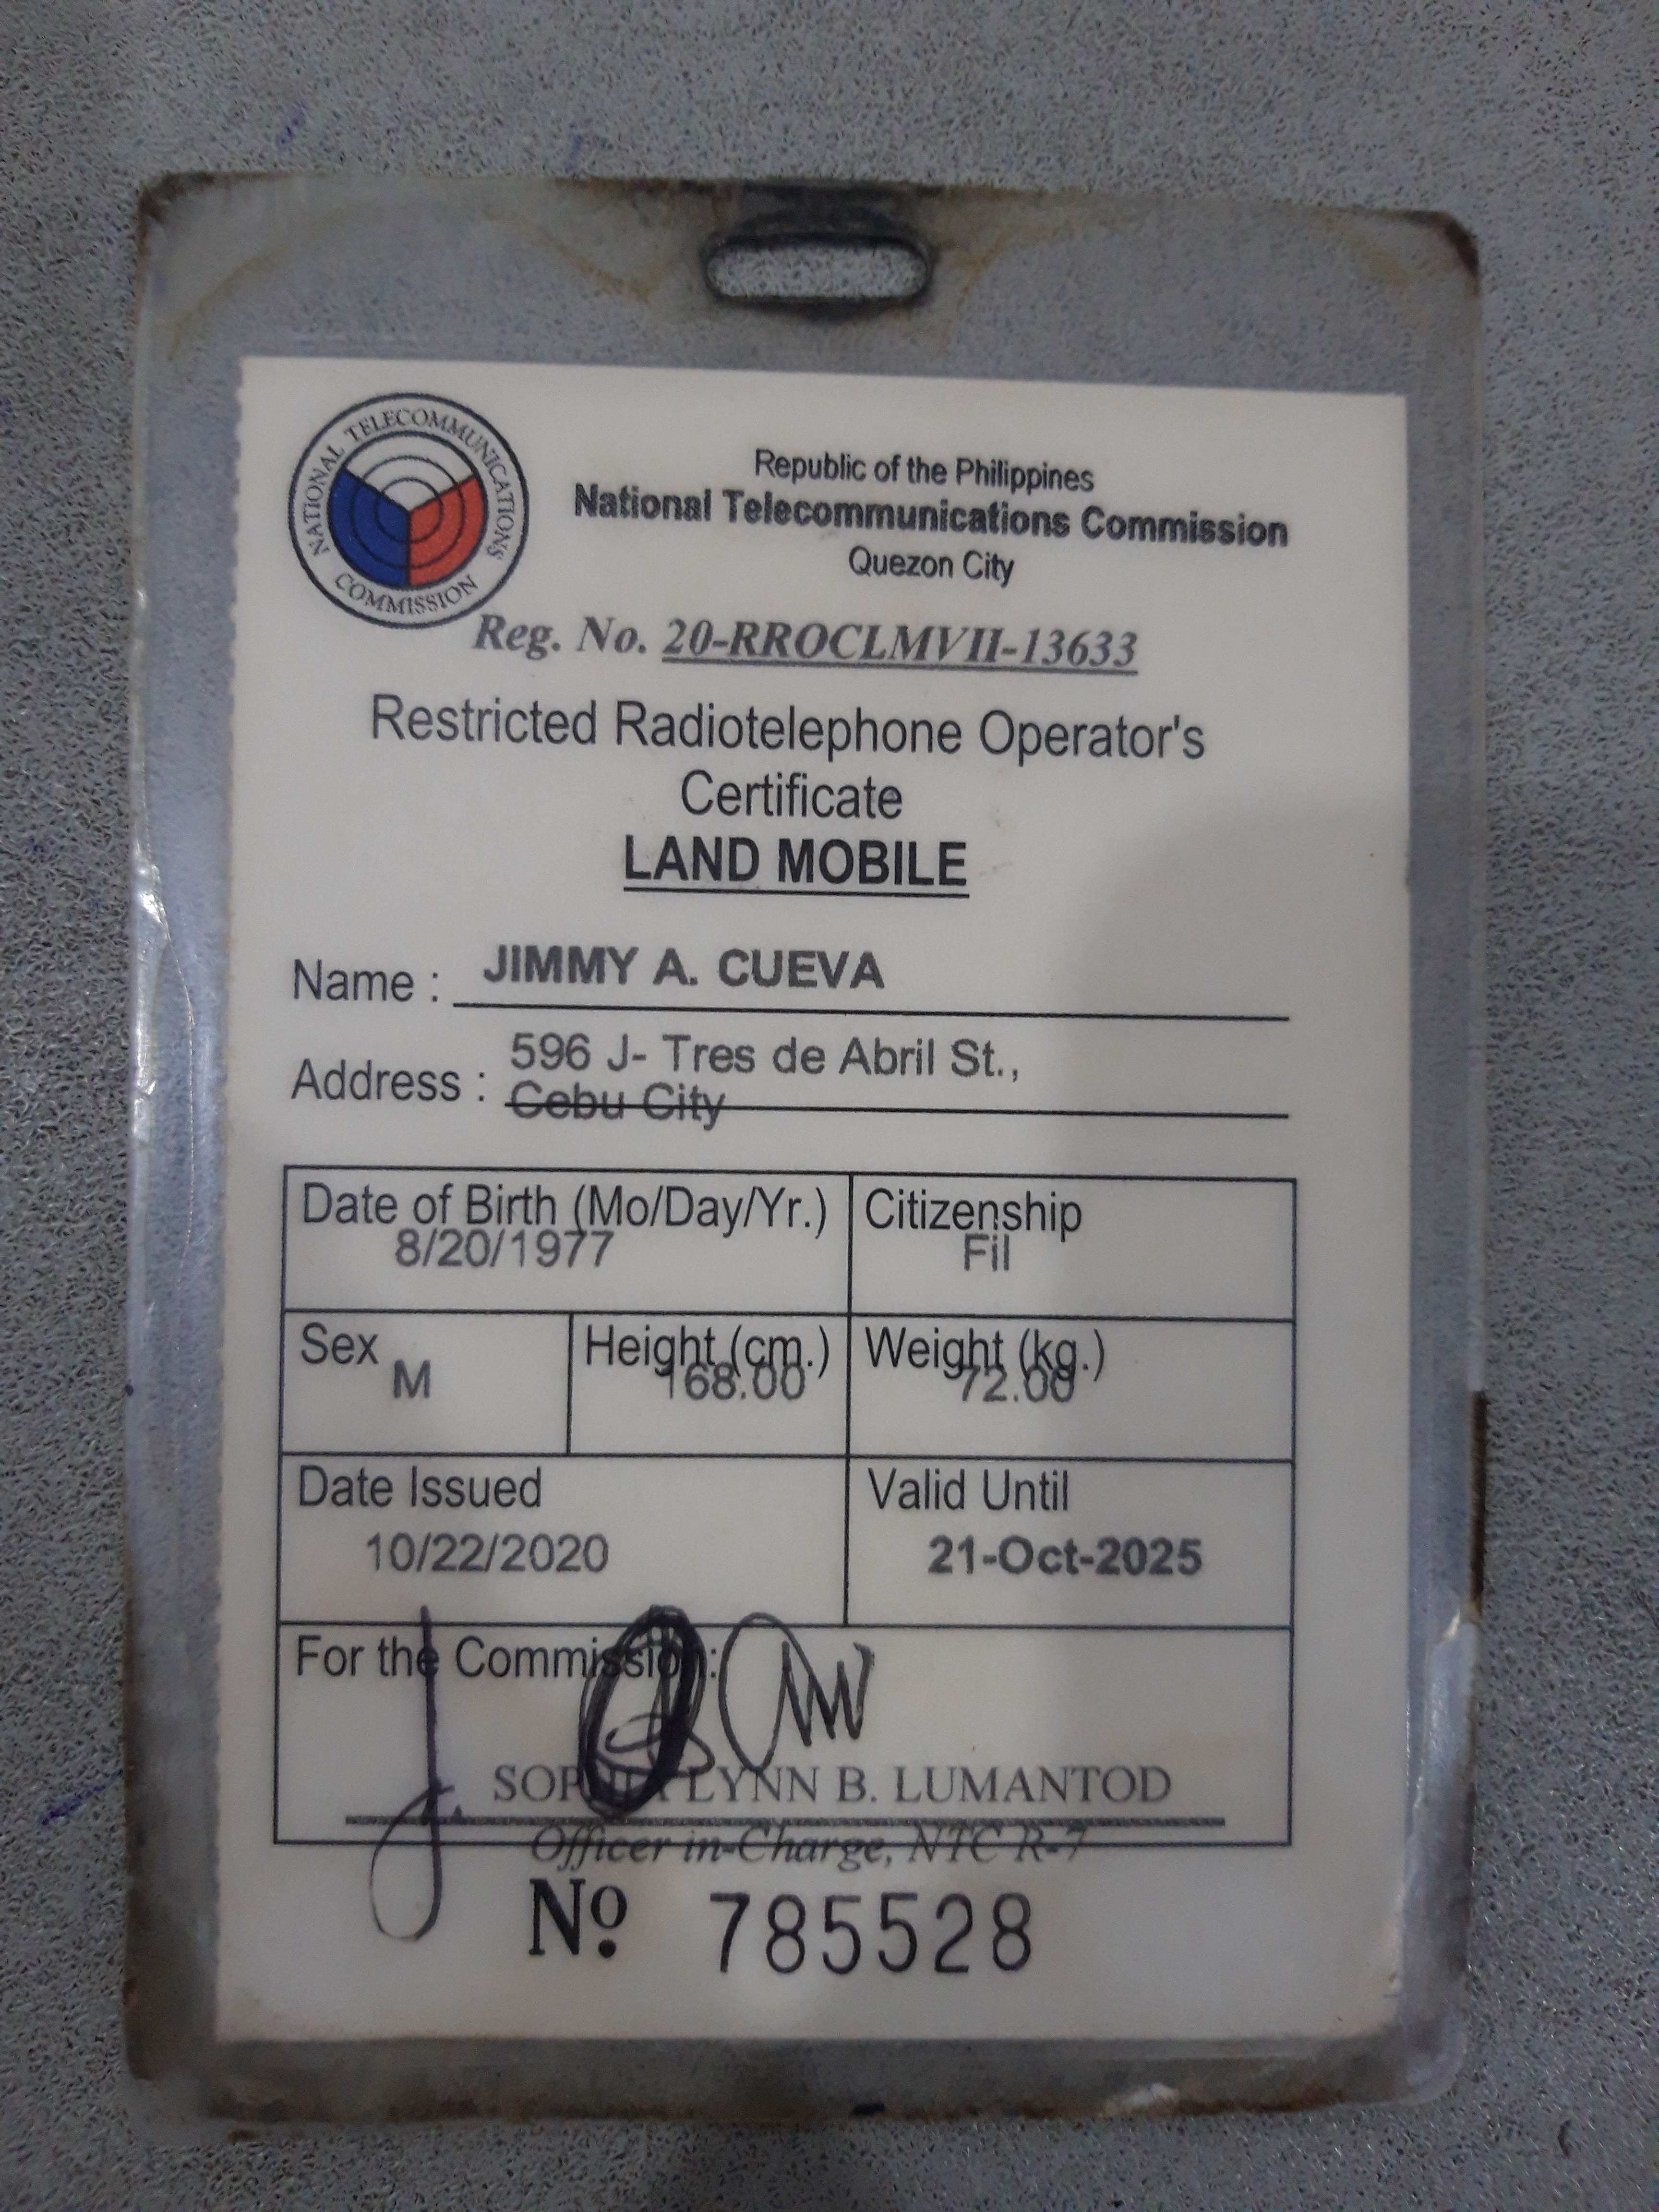 NATIONAL TELECOMMUNICATIONS COMMISSION
Republic of the Philippines
National Telecommunications Commission
Quezon City
Reg. No. 20-RROCLMVII-13633
Restricted Radiotelephone Operator's
Certificate
LAND MOBILE
Name : JIMMY A. CUEVA
Address : 596 J- Tres de Abril St.,
Cebu City
Date of Birth (Mo/Day/Yr.) Citizenship
8/20/1977 Fil
Sex Height (cm.) Weight (kg.)
M 168.00 72.00
Date Issued Valid Until
10/22/2020 21-Oct-2025
For the Commission:
LYNN B. LUMANTOD
Officer in-Charge, NTC R-7
No. 785528